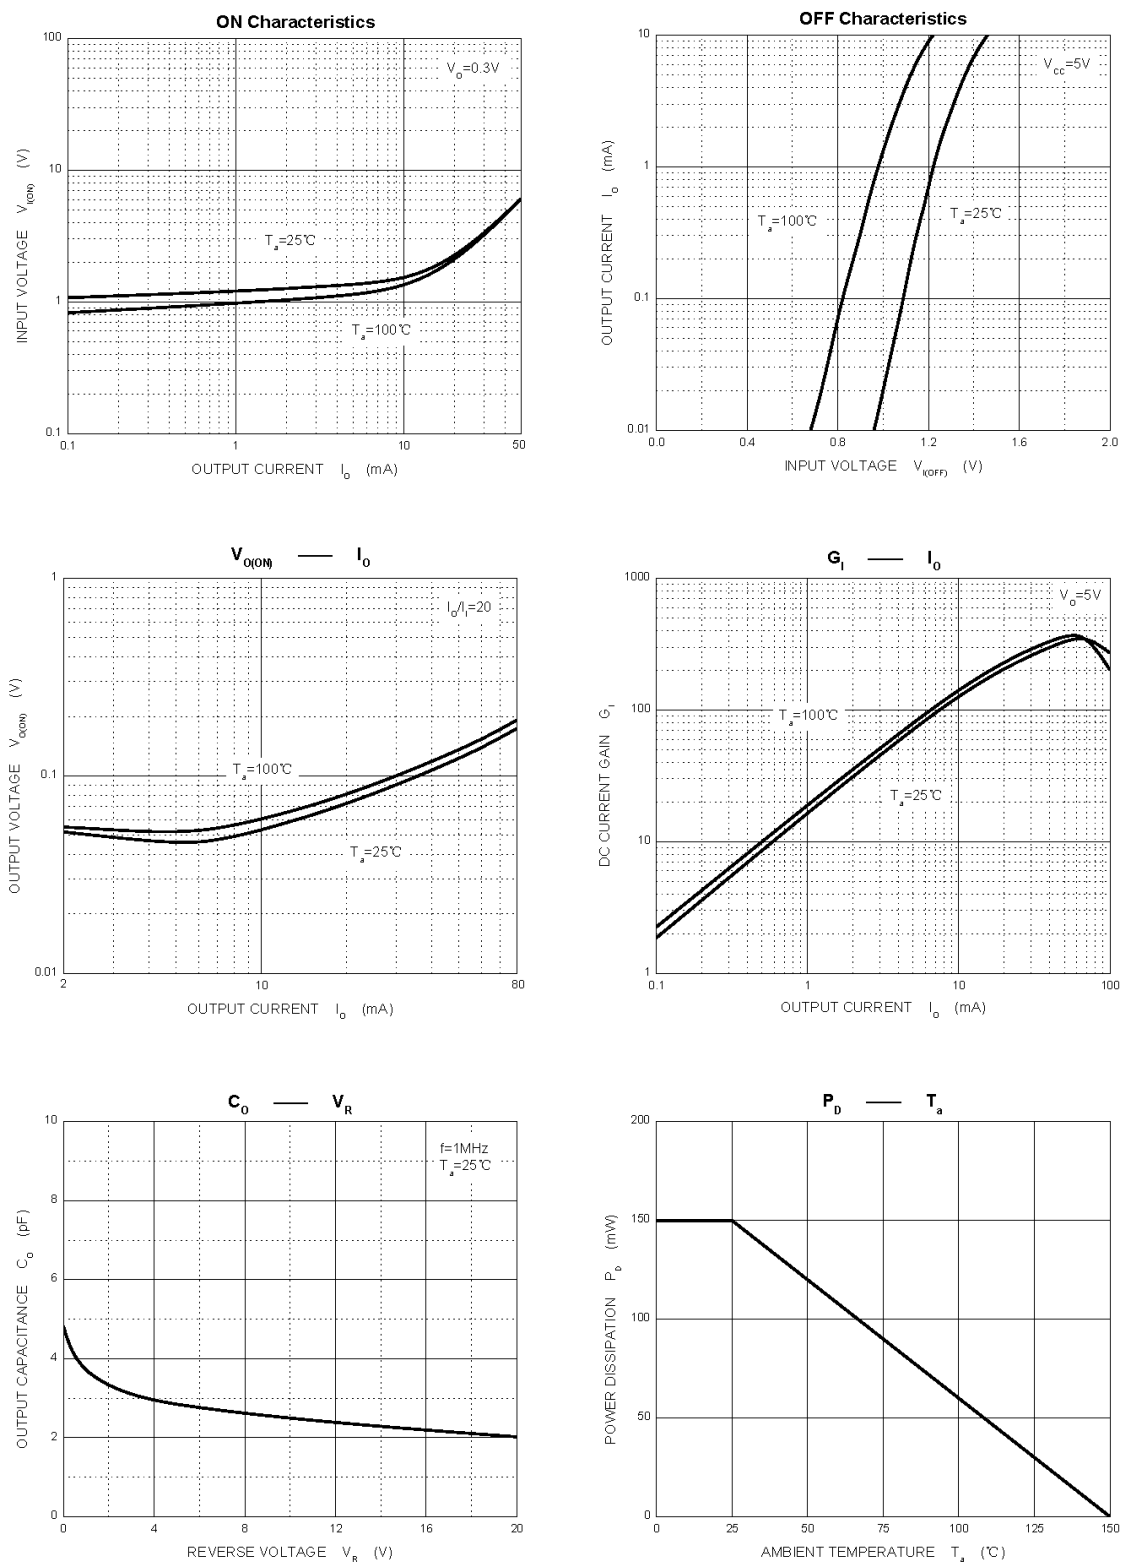 ON Characteristics
100
10
1
0.1
0.1
1
10
50
INPUT VOLTAGE V_I(ON) (V)
OUTPUT CURRENT I_O (mA)
V_O=0.3V
T_a=25℃
T_a=100℃
OFF Characteristics
10
1
0.1
0.01
0.0
0.4
0.8
1.2
1.6
2.0
OUTPUT CURRENT I_O (mA)
INPUT VOLTAGE V_I(OFF) (V)
V_CC=5V
T_a=100℃
T_a=25℃
V_O(ON) — I_O
1
0.1
0.01
2
10
80
OUTPUT VOLTAGE V_O(ON) (V)
OUTPUT CURRENT I_O (mA)
I_O/I_I=20
T_a=100℃
T_a=25℃
G_I — I_O
1000
100
10
1
0.1
1
10
100
DC CURRENT GAIN G_I
OUTPUT CURRENT I_O (mA)
V_O=5V
T_a=100℃
T_a=25℃
C_O — V_R
10
8
6
4
2
0
0
4
8
12
16
20
OUTPUT CAPACITANCE C_O (pF)
REVERSE VOLTAGE V_R (V)
f=1MHz
T_a=25℃
P_D — T_a
200
150
100
50
0
0
25
50
75
100
125
150
POWER DISSIPATION P_D (mW)
AMBIENT TEMPERATURE T_a (℃)